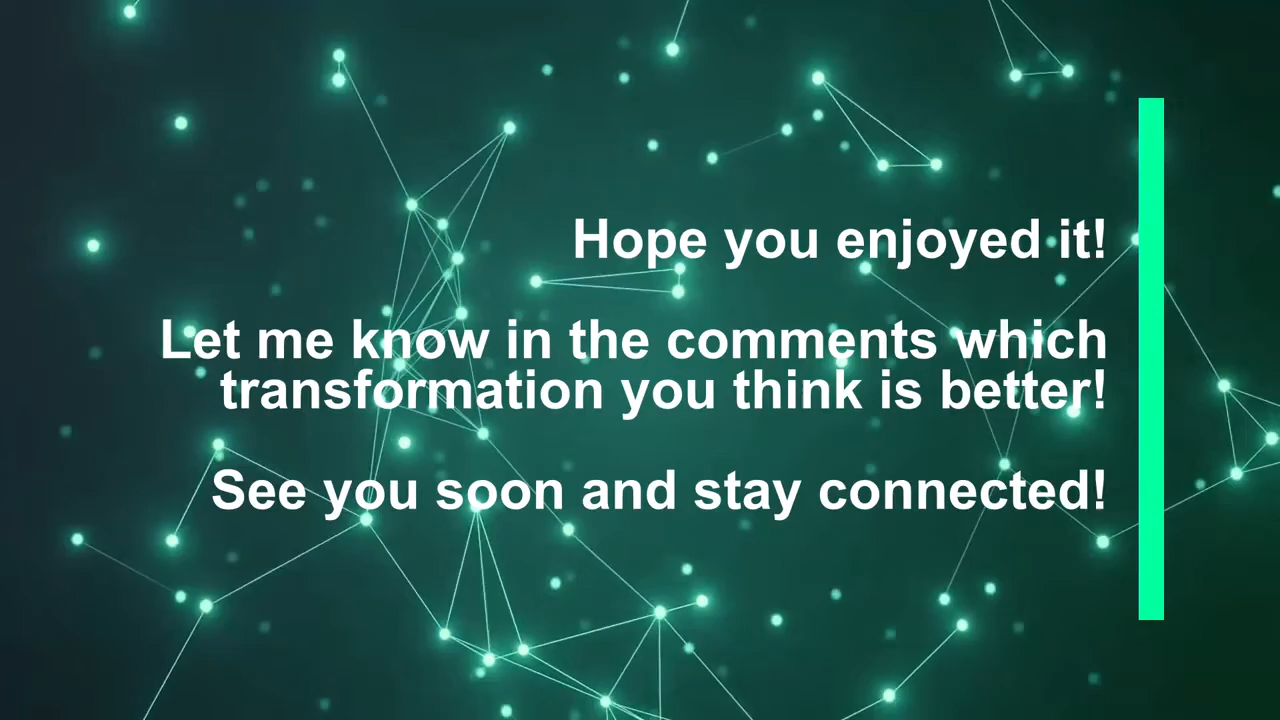 Hope you enjoyed it!
Let me know in the comments which
transformation you think is better!
See you soon and stay connected!